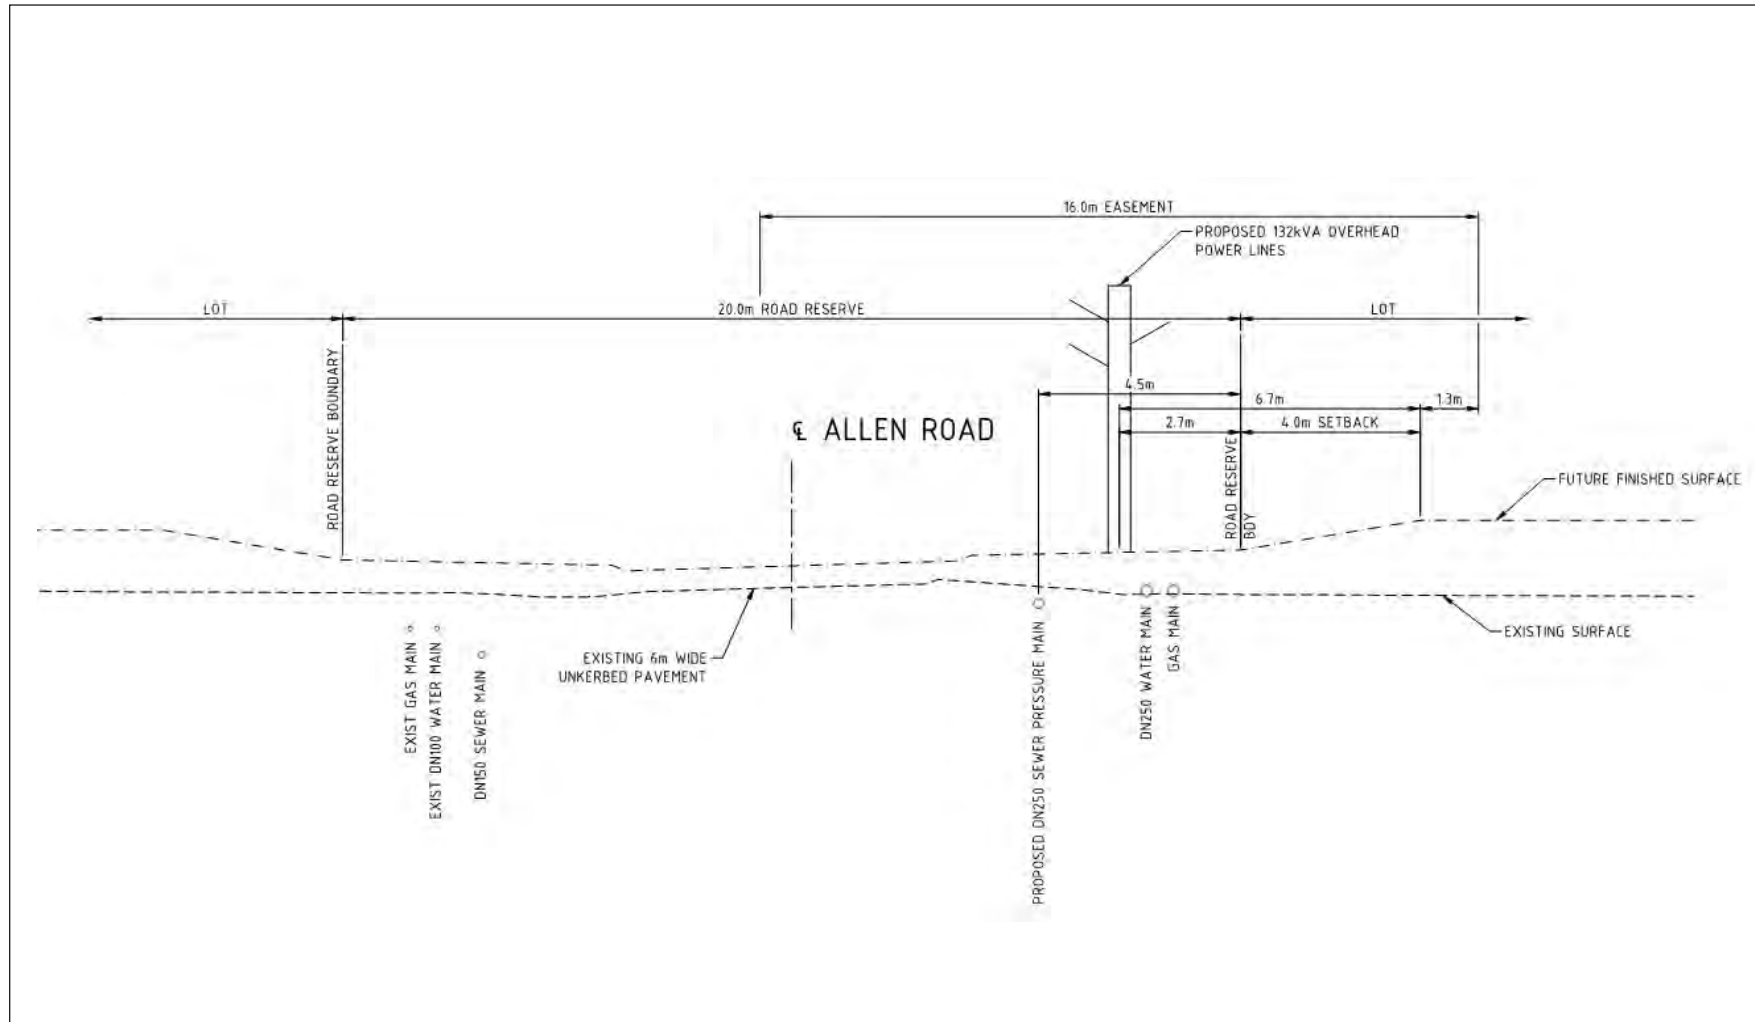 16.0m EASEMENT
PROPOSED 132kVA OVERHEAD
POWER LINES
LOT
20.0m ROAD RESERVE
LOT
ROAD RESERVE BOUNDARY
4.5m
6.7m
1.3m
℄ ALLEN ROAD
2.7m
4.0m SETBACK
ROAD RESERVE
BDY
FUTURE FINISHED SURFACE
EXISTING SURFACE
EXISTING 6m WIDE
UNKERBED PAVEMENT
EXIST GAS MAIN
EXIST DN100 WATER MAIN
DN150 SEWER MAIN
PROPOSED DN250 SEWER PRESSURE MAIN
DN250 WATER MAIN
GAS MAIN